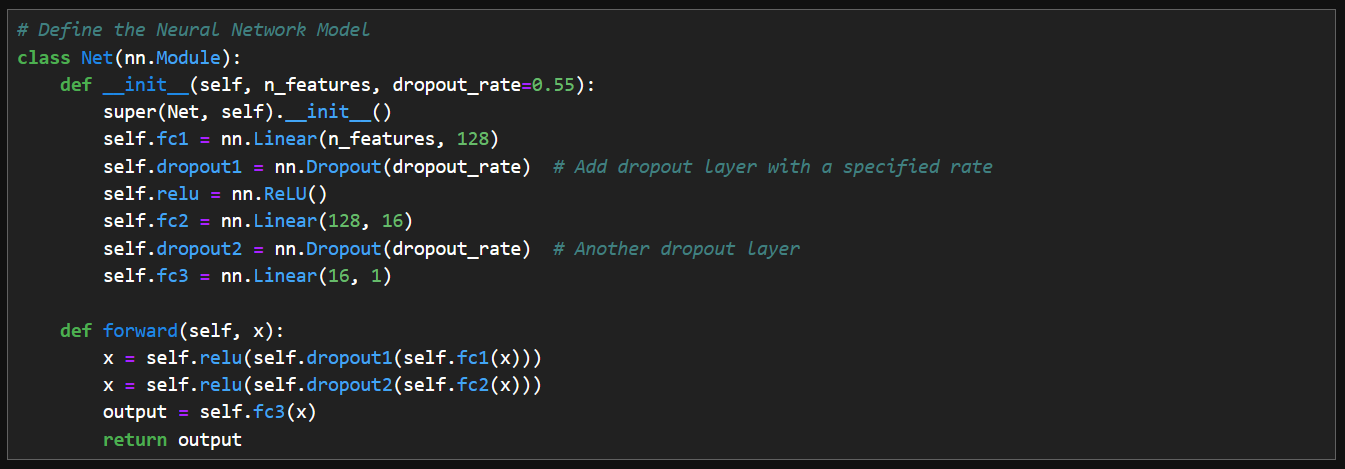 # Define the Neural Network Model
class Net(nn.Module):
    def __init__(self, n_features, dropout_rate=0.55):
        super(Net, self).__init__()
        self.fc1 = nn.Linear(n_features, 128)
        self.dropout1 = nn.Dropout(dropout_rate)  # Add dropout layer with a specified rate
        self.relu = nn.ReLU()
        self.fc2 = nn.Linear(128, 16)
        self.dropout2 = nn.Dropout(dropout_rate)  # Another dropout layer
        self.fc3 = nn.Linear(16, 1)

    def forward(self, x):
        x = self.relu(self.dropout1(self.fc1(x)))
        x = self.relu(self.dropout2(self.fc2(x)))
        output = self.fc3(x)
        return output